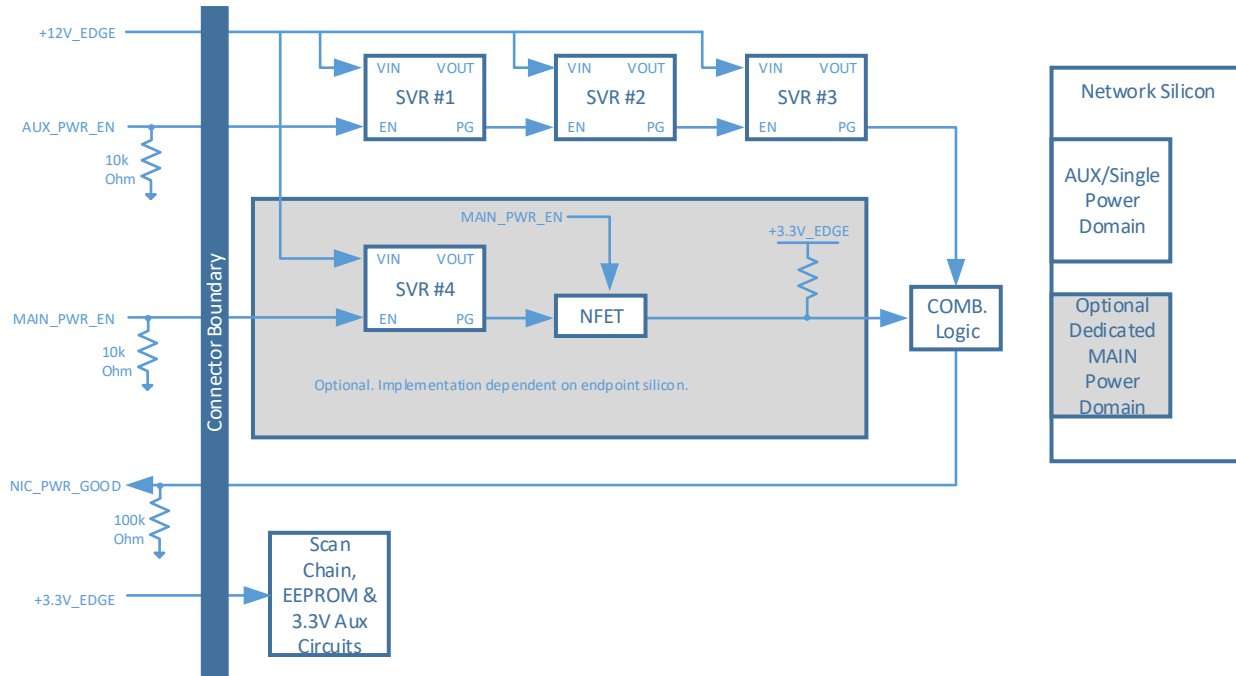 +12V_EDGE
VIN VOUT
SVR #1
EN PG
VIN VOUT
SVR #2
EN PG
VIN VOUT
SVR #3
EN PG
AUX_PWR_EN
10k
Ohm
Connector Boundary
MAIN_PWR_EN
+3.3V_EDGE
VIN VOUT
SVR #4
EN PG
NFET
Optional. Implementation dependent on endpoint silicon.
MAIN_PWR_EN
10k
Ohm
COMB.
Logic
NIC_PWR_GOOD
100k
Ohm
+3.3V_EDGE
Scan
Chain,
EEPROM &
3.3V Aux
Circuits
Network Silicon
AUX/Single
Power
Domain
Optional
Dedicated
MAIN
Power
Domain